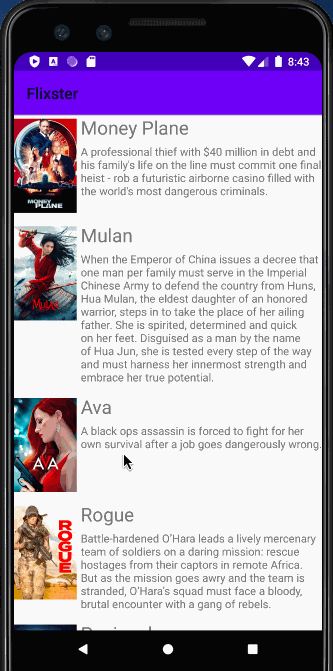 8:43
Flixster
Money Plane
A professional thief with $40 million in debt and
his family's life on the line must commit one final
heist - rob a futuristic airborne casino filled with
the world's most dangerous criminals.
MONEY
PLANE
Mulan
When the Emperor of China issues a decree that
one man per family must serve in the Imperial
Chinese Army to defend the country from Huns,
Hua Mulan, the eldest daughter of an honored
warrior, steps in to take the place of her ailing
father. She is spirited, determined and quick
on her feet. Disguised as a man by the name
of Hua Jun, she is tested every step of the way
and must harness her innermost strength and
embrace her true potential.
MULAN
Ava
A black ops assassin is forced to fight for her
own survival after a job goes dangerously wrong.
AA
Rogue
Battle-hardened O'Hara leads a lively mercenary
team of soldiers on a daring mission: rescue
hostages from their captors in remote Africa.
But as the mission goes awry and the team is
stranded, O'Hara's squad must face a bloody,
brutal encounter with a gang of rebels.
ROGUE